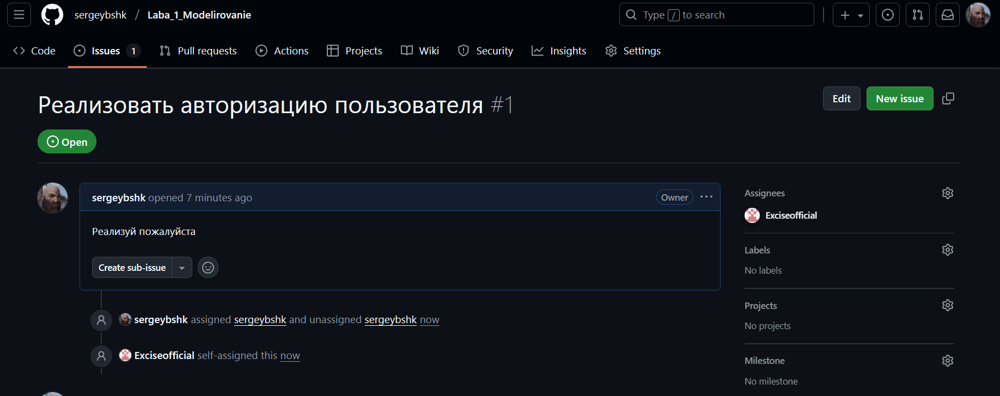 sergeybshk / Laba_1_Modelirovanie
Type / to search
Code
Issues 1
Pull requests
Actions
Projects
Wiki
Security
Insights
Settings
Реализовать авторизацию пользователя #1
Edit
New issue
Open
sergeybshk opened 7 minutes ago
Owner
Реализуй пожалуйста
Create sub-issue
sergeybshk assigned sergeybshk and unassigned sergeybshk now
Exciseofficial self-assigned this now
Assignees
Exciseofficial
Labels
No labels
Projects
No projects
Milestone
No milestone